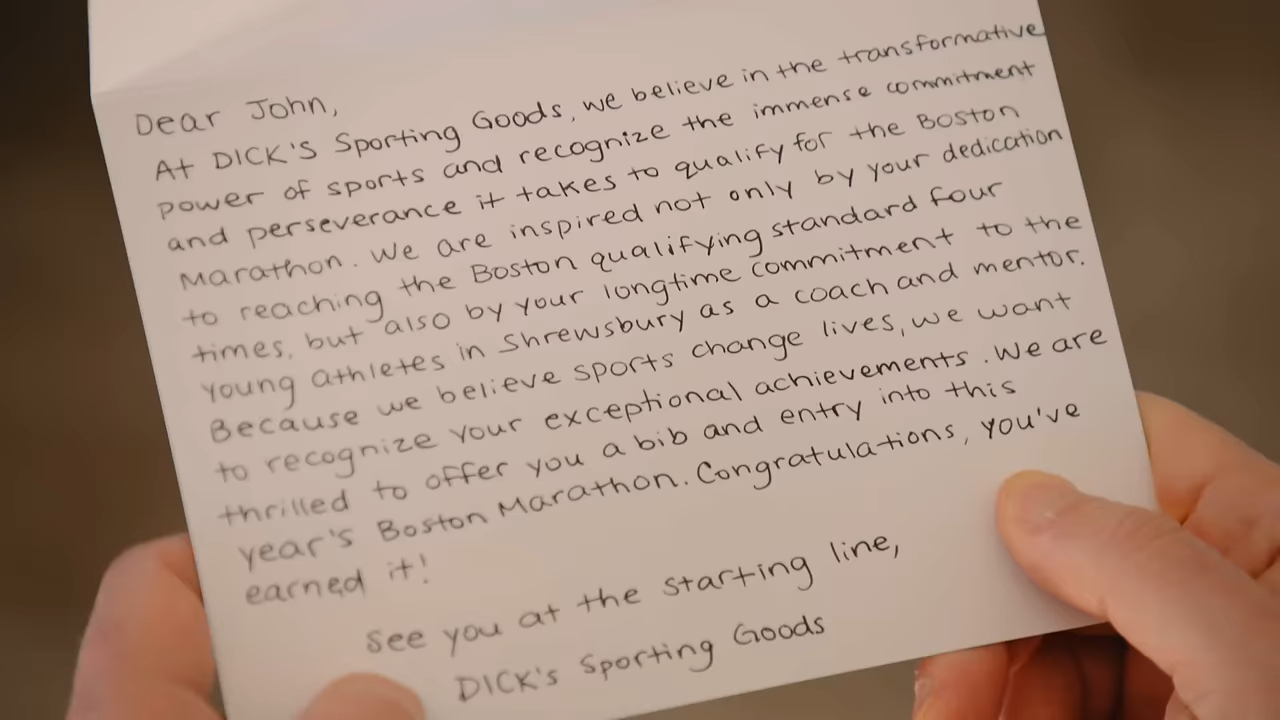 Dear John,
At DICK'S Sporting Goods, we believe in the transformative
power of sports and recognize the immense commitment
and perseverance it takes to qualify for the Boston
Marathon. We are inspired not only by your dedication
to reaching the Boston qualifying standard four
times, but also by your longtime commitment to the
young athletes in Shrewsbury as a coach and mentor.
Because we believe sports change lives, we want
to recognize your exceptional achievements. We are
thrilled to offer you a bib and entry into this
year's Boston Marathon. Congratulations, you've
earned it!
See you at the starting line,
DICK's Sporting Goods